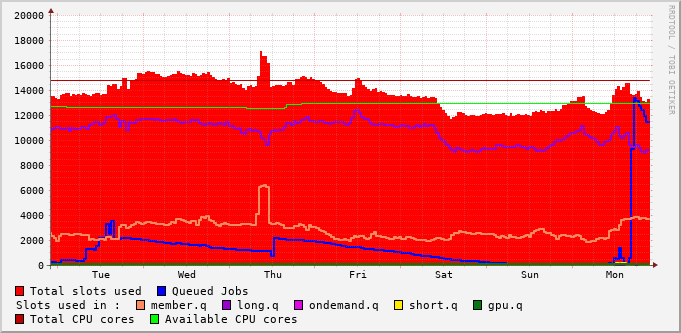 RRDTOOL / TOBI OETIKER
20000
18000
16000
14000
12000
10000
8000
6000
4000
2000
0
Tue Wed Thu Fri Sat Sun Mon
Total slots used Queued Jobs
Slots used in : member.q long.q ondemand.q short.q gpu.q
Total CPU cores Available CPU cores